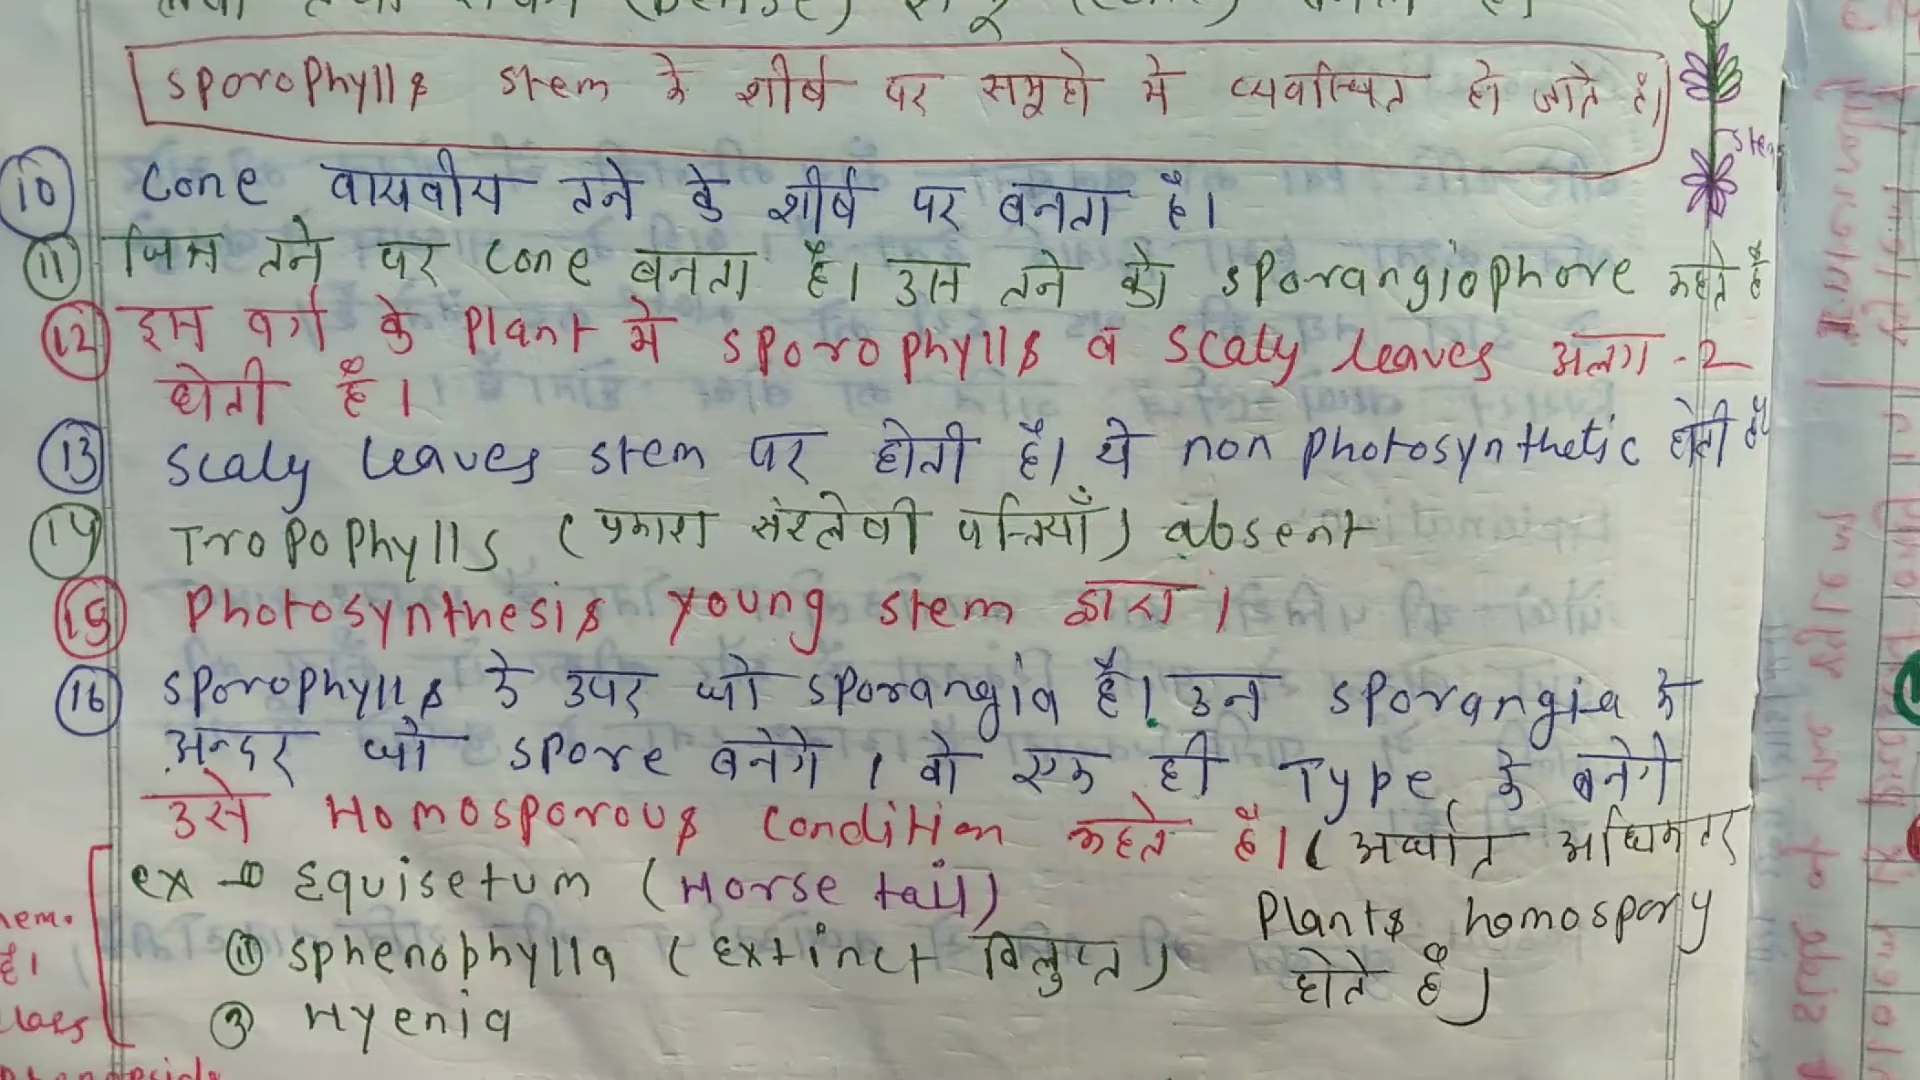 sporophylls stem के शीर्ष पर समूहो मे व्यवस्थित हो जाते है।
stem
10 Cone वायवीय तने के शीर्ष पर बनता है।
11 जिस तने पर cone बनता है। उस तने को sporangiophore कहते है
12 इस वर्ग के Plant मे sporophylls व scaly leaves अलग -2
होती है।
13 scaly leaves stem पर होती है। ये non photosynthetic होती है
14 Tropophylls (प्रकाश संश्लेषी पत्तियाँ) absent
15 Photosynthesis young stem द्वारा।
16 sporophylls के उपर जो sporangia है। उन sporangia के
अन्दर जो spore बनेगे। वो एक ही Type के बनेगे
उसे Homosporous condition कहते है। (अर्थात अधिकतर
Plants homospory
होते है)
ex → ① Equisetum (Horse tail)
② sphenophylla (Extinct विलुप्त)
③ Hyenia